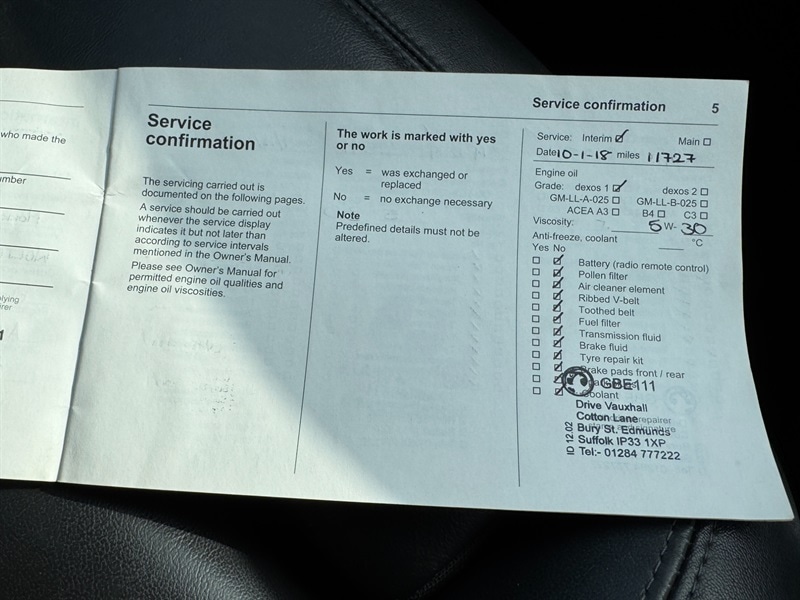 who made the
umber
lying
rer
Service confirmation 5
Service
confirmation
The servicing carried out is
documented on the following pages.
A service should be carried out
whenever the service display
indicates it but not later than
according to service intervals
mentioned in the Owner's Manual.
Please see Owner's Manual for
permitted engine oil qualities and
engine oil viscosities.
The work is marked with yes
or no
Yes = was exchanged or
replaced
No = no exchange necessary
Note
Predefined details must not be
altered.
Service: Interim Main
Date 10-1-18 miles 11727
Engine oil
Grade: dexos 1 dexos 2
GM-LL-A-025 GM-LL-B-025
ACEA A3 B4 C3
Viscosity: 5 W- 30
Anti-freeze, coolant °C
Yes No
Battery (radio remote control)
Pollen filter
Air cleaner element
Ribbed V-belt
Toothed belt
Fuel filter
Transmission fluid
Brake fluid
Tyre repair kit
Brake pads front / rear
GBE111
Coolant
Drive Vauxhall
Cotton Lane repairer
Bury St. Edmunds
Suffolk IP33 1XP
Tel:- 01284 777222
ID 12.02